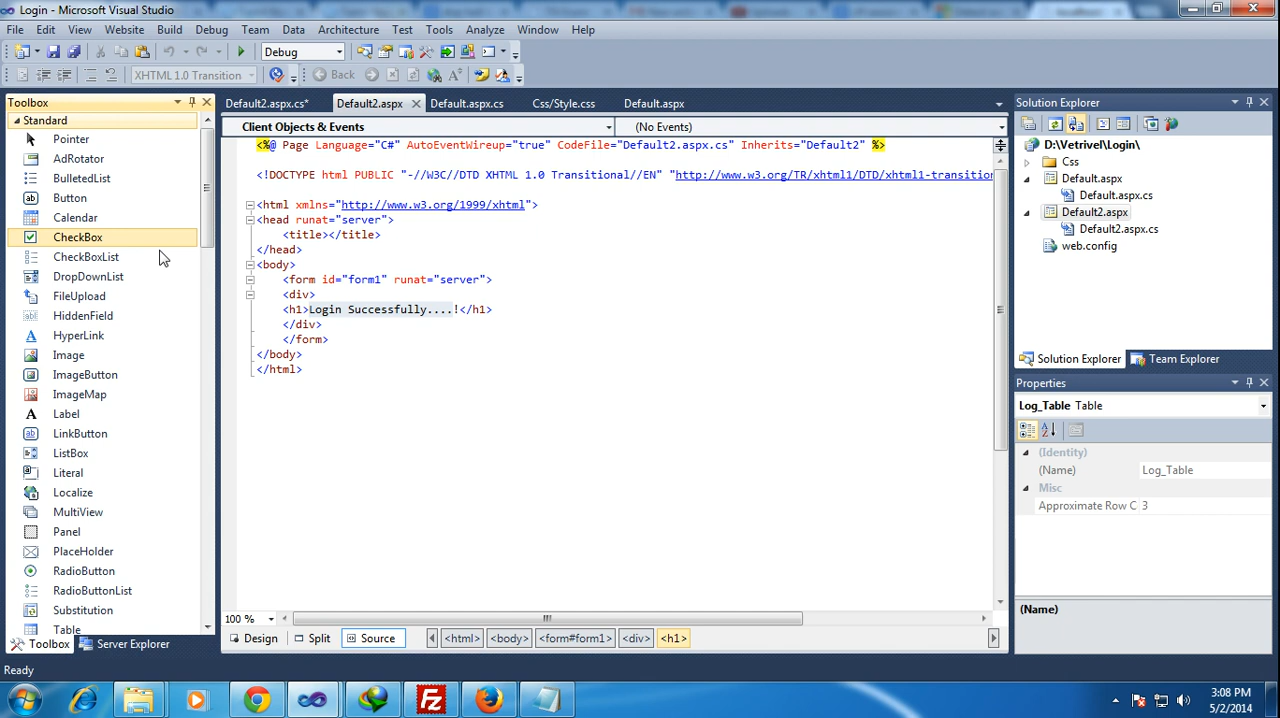 Login - Microsoft Visual Studio
File Edit View Website Build Debug Team Data Architecture Test Tools Analyze Window Help
Debug
XHTML 1.0 Transition Back
Toolbox
Standard
Pointer
AdRotator
BulletedList
Button
Calendar
CheckBox
CheckBoxList
DropDownList
FileUpload
HiddenField
HyperLink
Image
ImageButton
ImageMap
Label
LinkButton
ListBox
Literal
Localize
MultiView
Panel
PlaceHolder
RadioButton
RadioButtonList
Substitution
Table
Toolbox Server Explorer
Default2.aspx.cs* Default2.aspx Default.aspx.cs Css/Style.css Default.aspx
Client Objects & Events (No Events)
<%@ Page Language="C#" AutoEventWireup="true" CodeFile="Default2.aspx.cs" Inherits="Default2" %>
<!DOCTYPE html PUBLIC "-//W3C//DTD XHTML 1.0 Transitional//EN" "http://www.w3.org/TR/xhtml1/DTD/xhtml1-transition
<html xmlns="http://www.w3.org/1999/xhtml">
<head runat="server">
<title></title>
</head>
<body>
<form id="form1" runat="server">
<div>
<h1>Login Successfully....!</h1>
</div>
</form>
</body>
</html>
100 %
Design Split Source <html> <body> <form#form1> <div> <h1>
Solution Explorer
D:\Vetrivel\Login\
Css
Default.aspx
Default.aspx.cs
Default2.aspx
Default2.aspx.cs
web.config
Solution Explorer Team Explorer
Properties
Log_Table Table
(Identity)
(Name) Log_Table
Misc
Approximate Row C 3
(Name)
Ready
3:08 PM
5/2/2014